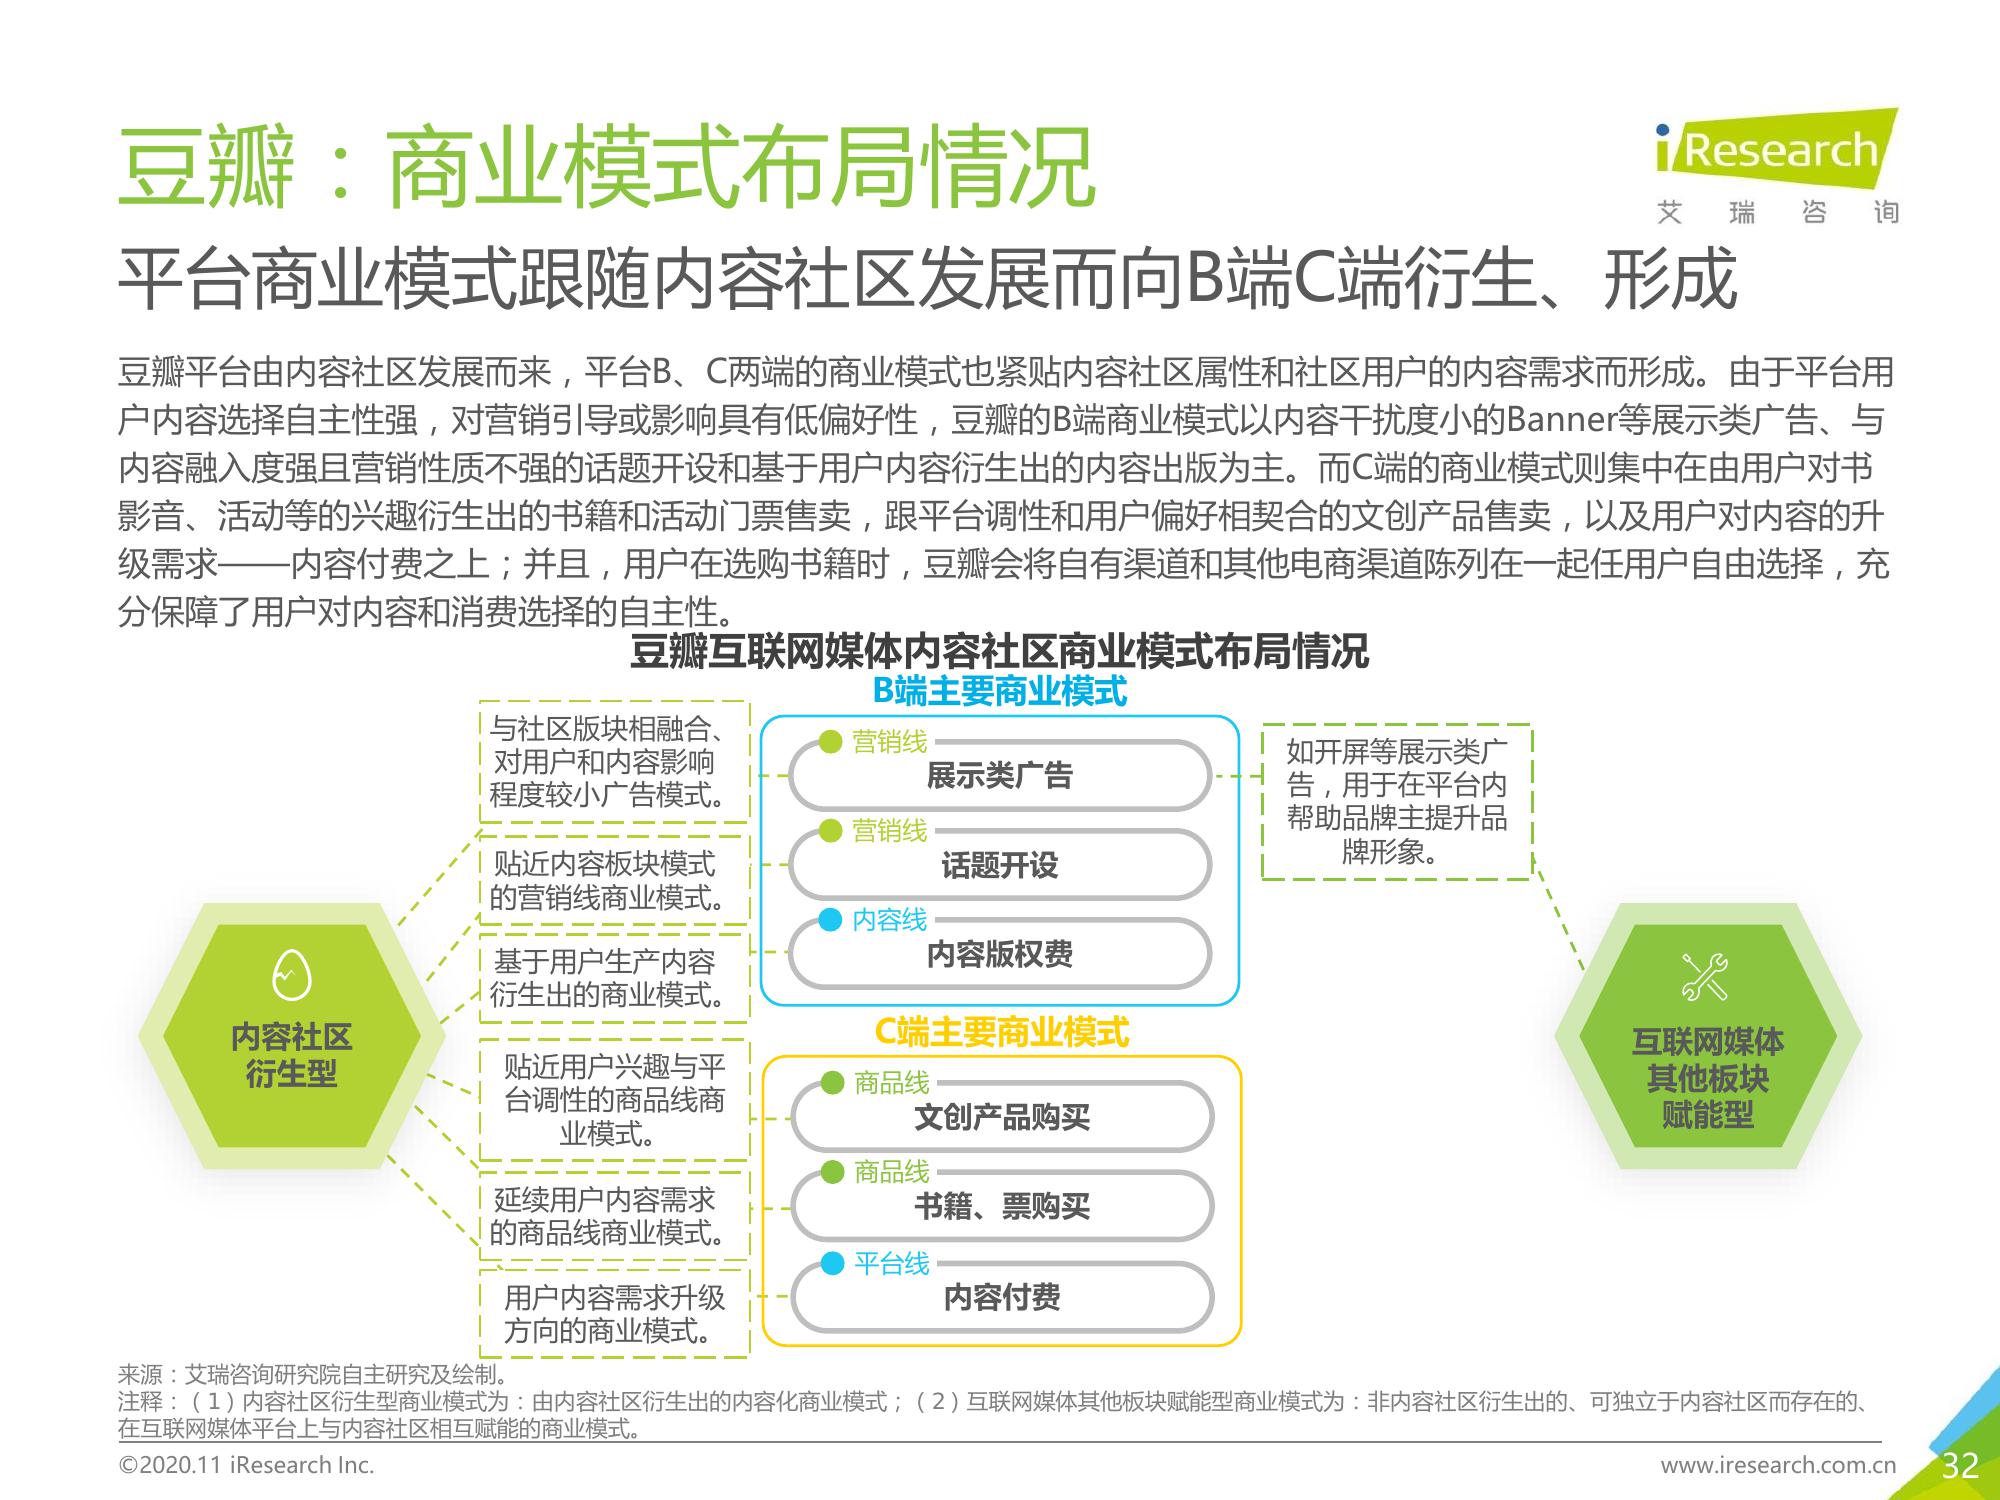 豆瓣：商业模式布局情况
iResearch
艾瑞咨询
平台商业模式跟随内容社区发展而向B端C端衍生、形成
豆瓣平台由内容社区发展而来，平台B、C两端的商业模式也紧贴内容社区属性和社区用户的内容需求而形成。由于平台用
户内容选择自主性强，对营销引导或影响具有低偏好性，豆瓣的B端商业模式以内容干扰度小的Banner等展示类广告、与
内容融入度强且营销性质不强的话题开设和基于用户内容衍生出的内容出版为主。而C端的商业模式则集中在由用户对书
影音、活动等的兴趣衍生出的书籍和活动门票售卖，跟平台调性和用户偏好相契合的文创产品售卖，以及用户对内容的升
级需求——内容付费之上；并且，用户在选购书籍时，豆瓣会将自有渠道和其他电商渠道陈列在一起任用户自由选择，充
分保障了用户对内容和消费选择的自主性。
豆瓣互联网媒体内容社区商业模式布局情况
B端主要商业模式
与社区版块相融合、
对用户和内容影响
程度较小广告模式。
贴近内容板块模式
的营销线商业模式。
基于用户生产内容
衍生出的商业模式。
贴近用户兴趣与平
台调性的商品线商
业模式。
延续用户内容需求
的商品线商业模式。
用户内容需求升级
方向的商业模式。
内容社区
衍生型
营销线
展示类广告
营销线
话题开设
内容线
内容版权费
C端主要商业模式
商品线
文创产品购买
商品线
书籍、票购买
平台线
内容付费
如开屏等展示类广
告，用于在平台内
帮助品牌主提升品
牌形象。
互联网媒体
其他板块
赋能型
来源：艾瑞咨询研究院自主研究及绘制。
注释：（1）内容社区衍生型商业模式为：由内容社区衍生出的内容化商业模式；（2）互联网媒体其他板块赋能型商业模式为：非内容社区衍生出的、可独立于内容社区而存在的、
在互联网媒体平台上与内容社区相互赋能的商业模式。
©2020.11 iResearch Inc.
www.iresearch.com.cn
32